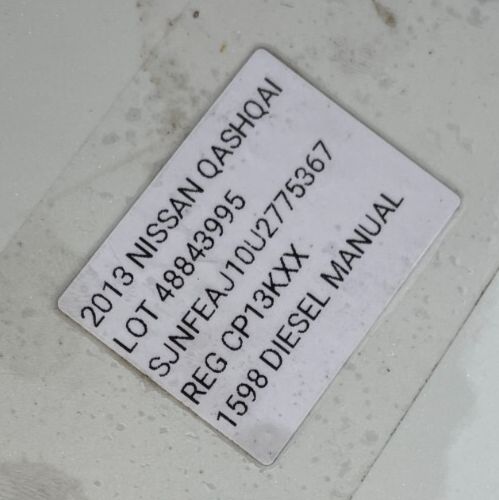 2013 NISSAN QASHQAI
LOT 48843995
SJNFEAJ10U2775367
REG CP13KXX
1598 DIESEL MANUAL